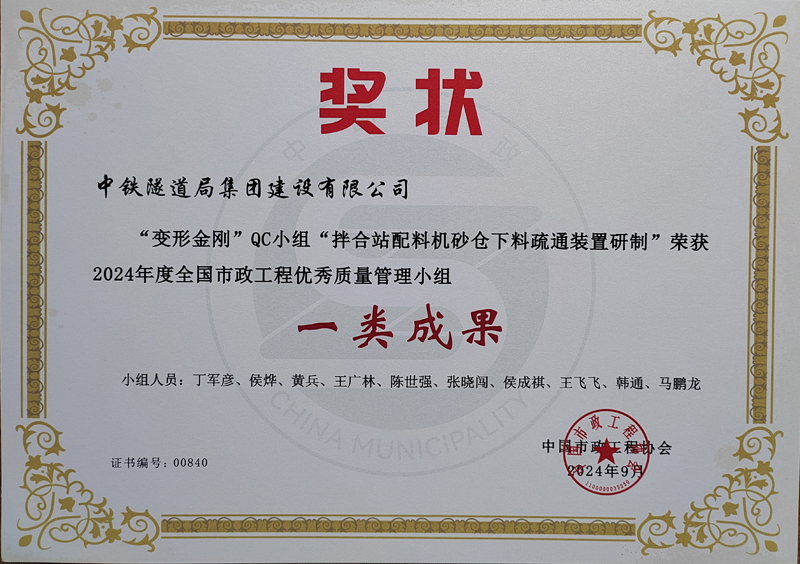 奖状
中铁隧道局集团建设有限公司
“变形金刚”QC小组“拌合站配料机砂仓下料疏通装置研制”荣获
2024年度全国市政工程优秀质量管理小组
一类成果
小组人员：丁军彦、侯烨、黄兵、王广林、陈世强、张晓闯、侯成祺、王飞飞、韩通、马鹏龙
CHINA MUNICIPALITY
证书编号：00840
中国市政工程协会
2024年9月